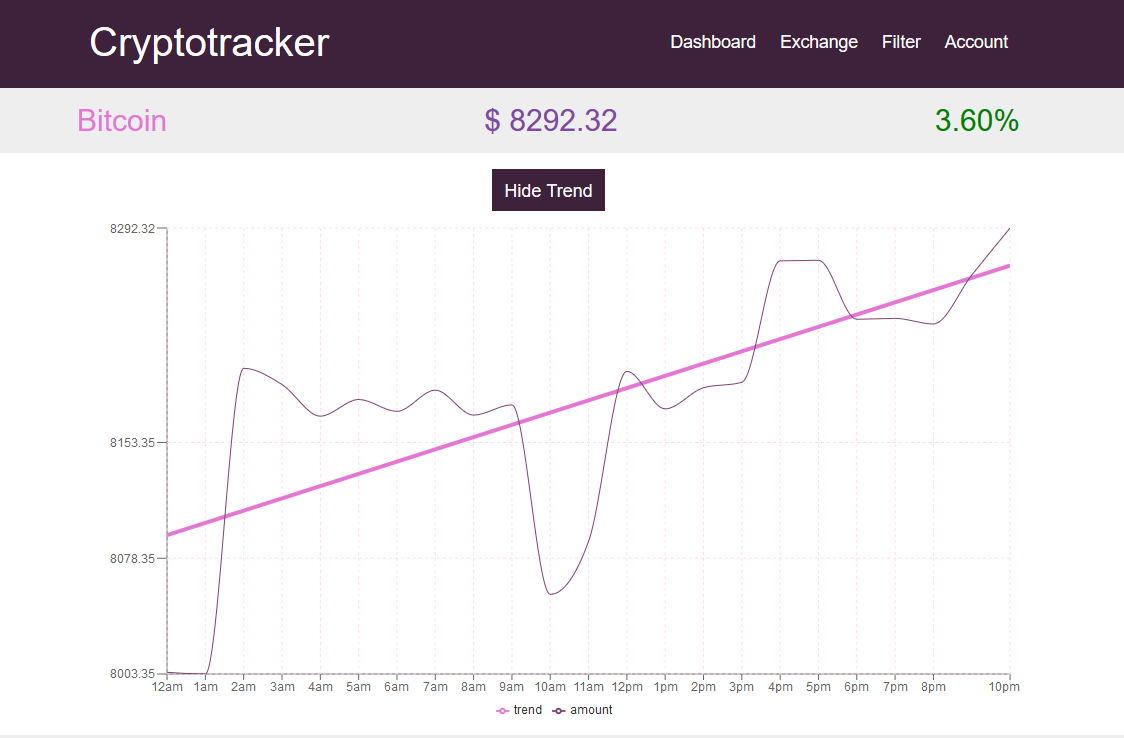 Cryptotracker Dashboard Exchange Filter Account
Bitcoin $ 8292.32 3.60%
Hide Trend
8292.32
8153.35
8078.35
8003.35
12am 1am 2am 3am 4am 5am 6am 7am 8am 9am 10am 11am 12pm 1pm 2pm 3pm 4pm 5pm 6pm 7pm 8pm 10pm
trend amount